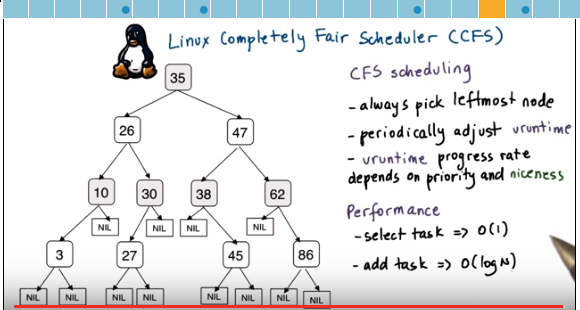 Linux Completely Fair Scheduler (CFS)
35
CFS scheduling
- always pick leftmost node
26
47
- periodically adjust vruntime
- vruntime progress rate
depends on priority and niceness
10
30
38
62
Performance
NIL
NIL
NIL
NIL
- select task => O(1)
3
27
45
86
- add task => O(log N)
NIL
NIL
NIL
NIL
NIL
NIL
NIL
NIL